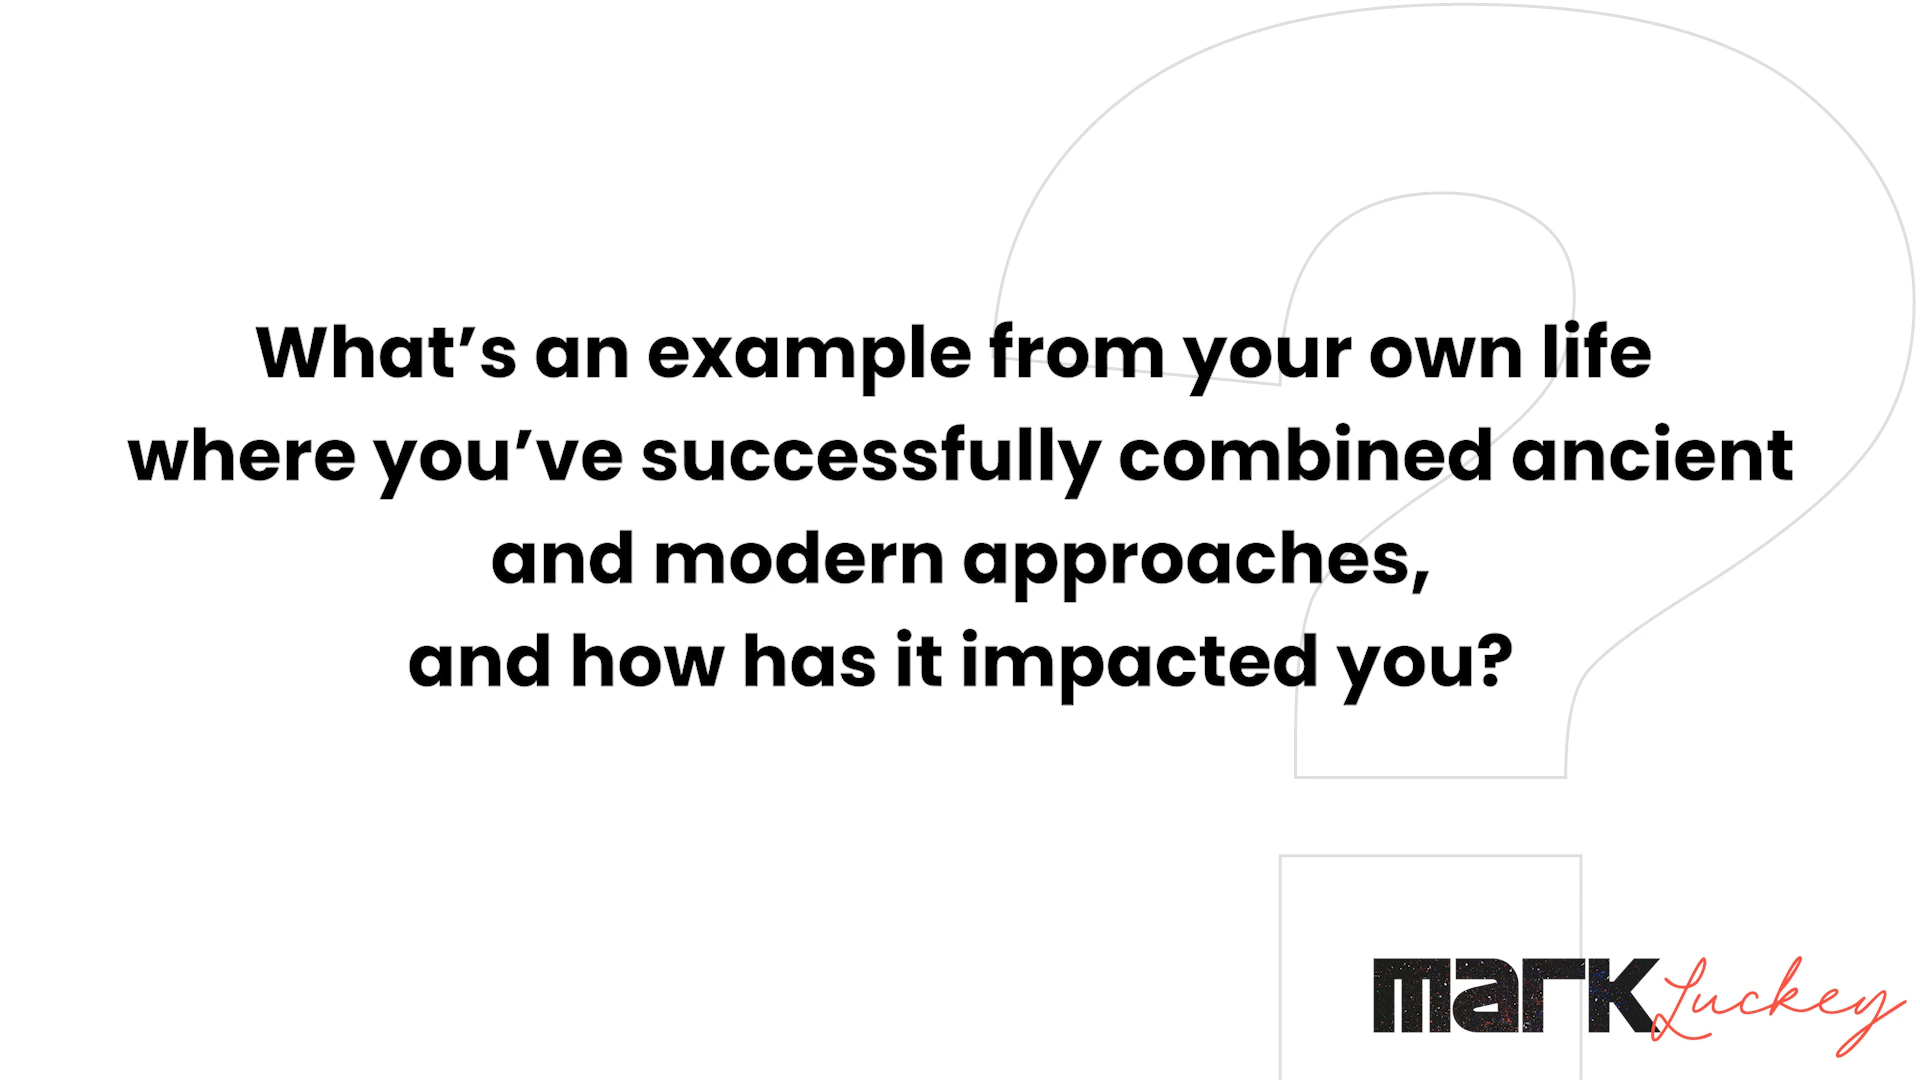 What’s an example from your own life
where you’ve successfully combined ancient
and modern approaches,
and how has it impacted you?
mark Luckey